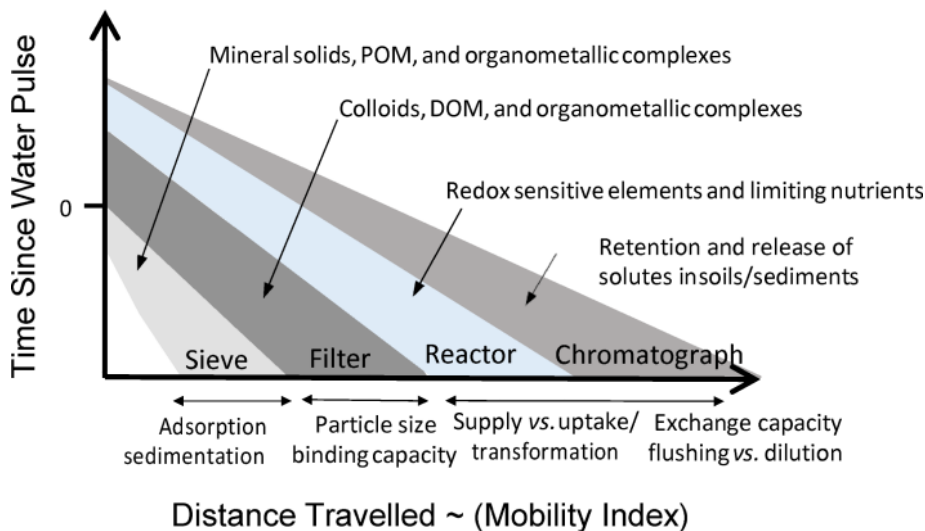 Mineral solids, POM, and organometallic complexes
Colloids, DOM, and organometallic complexes
Redox sensitive elements and limiting nutrients
Retention and release of
solutes insoils/sediments
Time Since Water Pulse
0
Sieve
Filter
Reactor
Chromatograph
Adsorption
sedimentation
Particle size
binding capacity
Supply vs. uptake/
transformation
Exchange capacity
flushing vs. dilution
Distance Travelled ~ (Mobility Index)